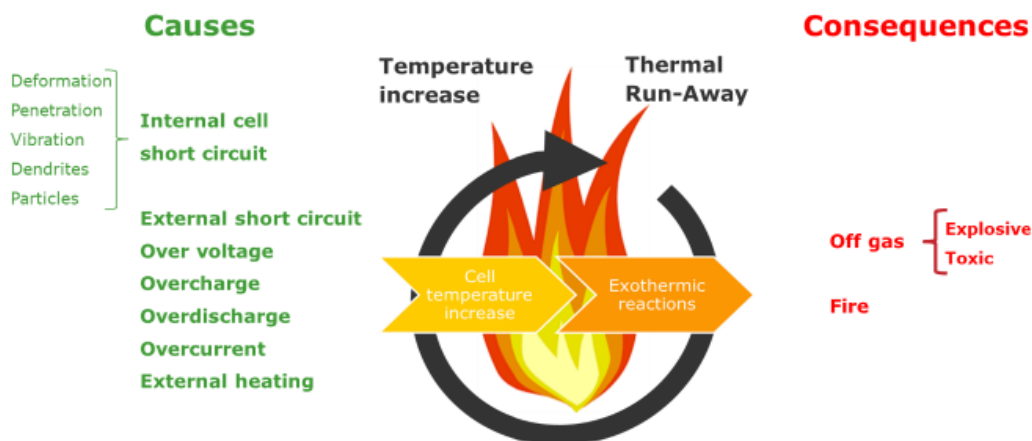 Causes
Deformation
Penetration
Vibration
Dendrites
Particles
Internal cell
short circuit
External short circuit
Over voltage
Overcharge
Overdischarge
Overcurrent
External heating
Temperature
increase
Thermal
Run-Away
Cell
temperature
increase
Exothermic
reactions
Consequences
Off gas
Explosive
Toxic
Fire